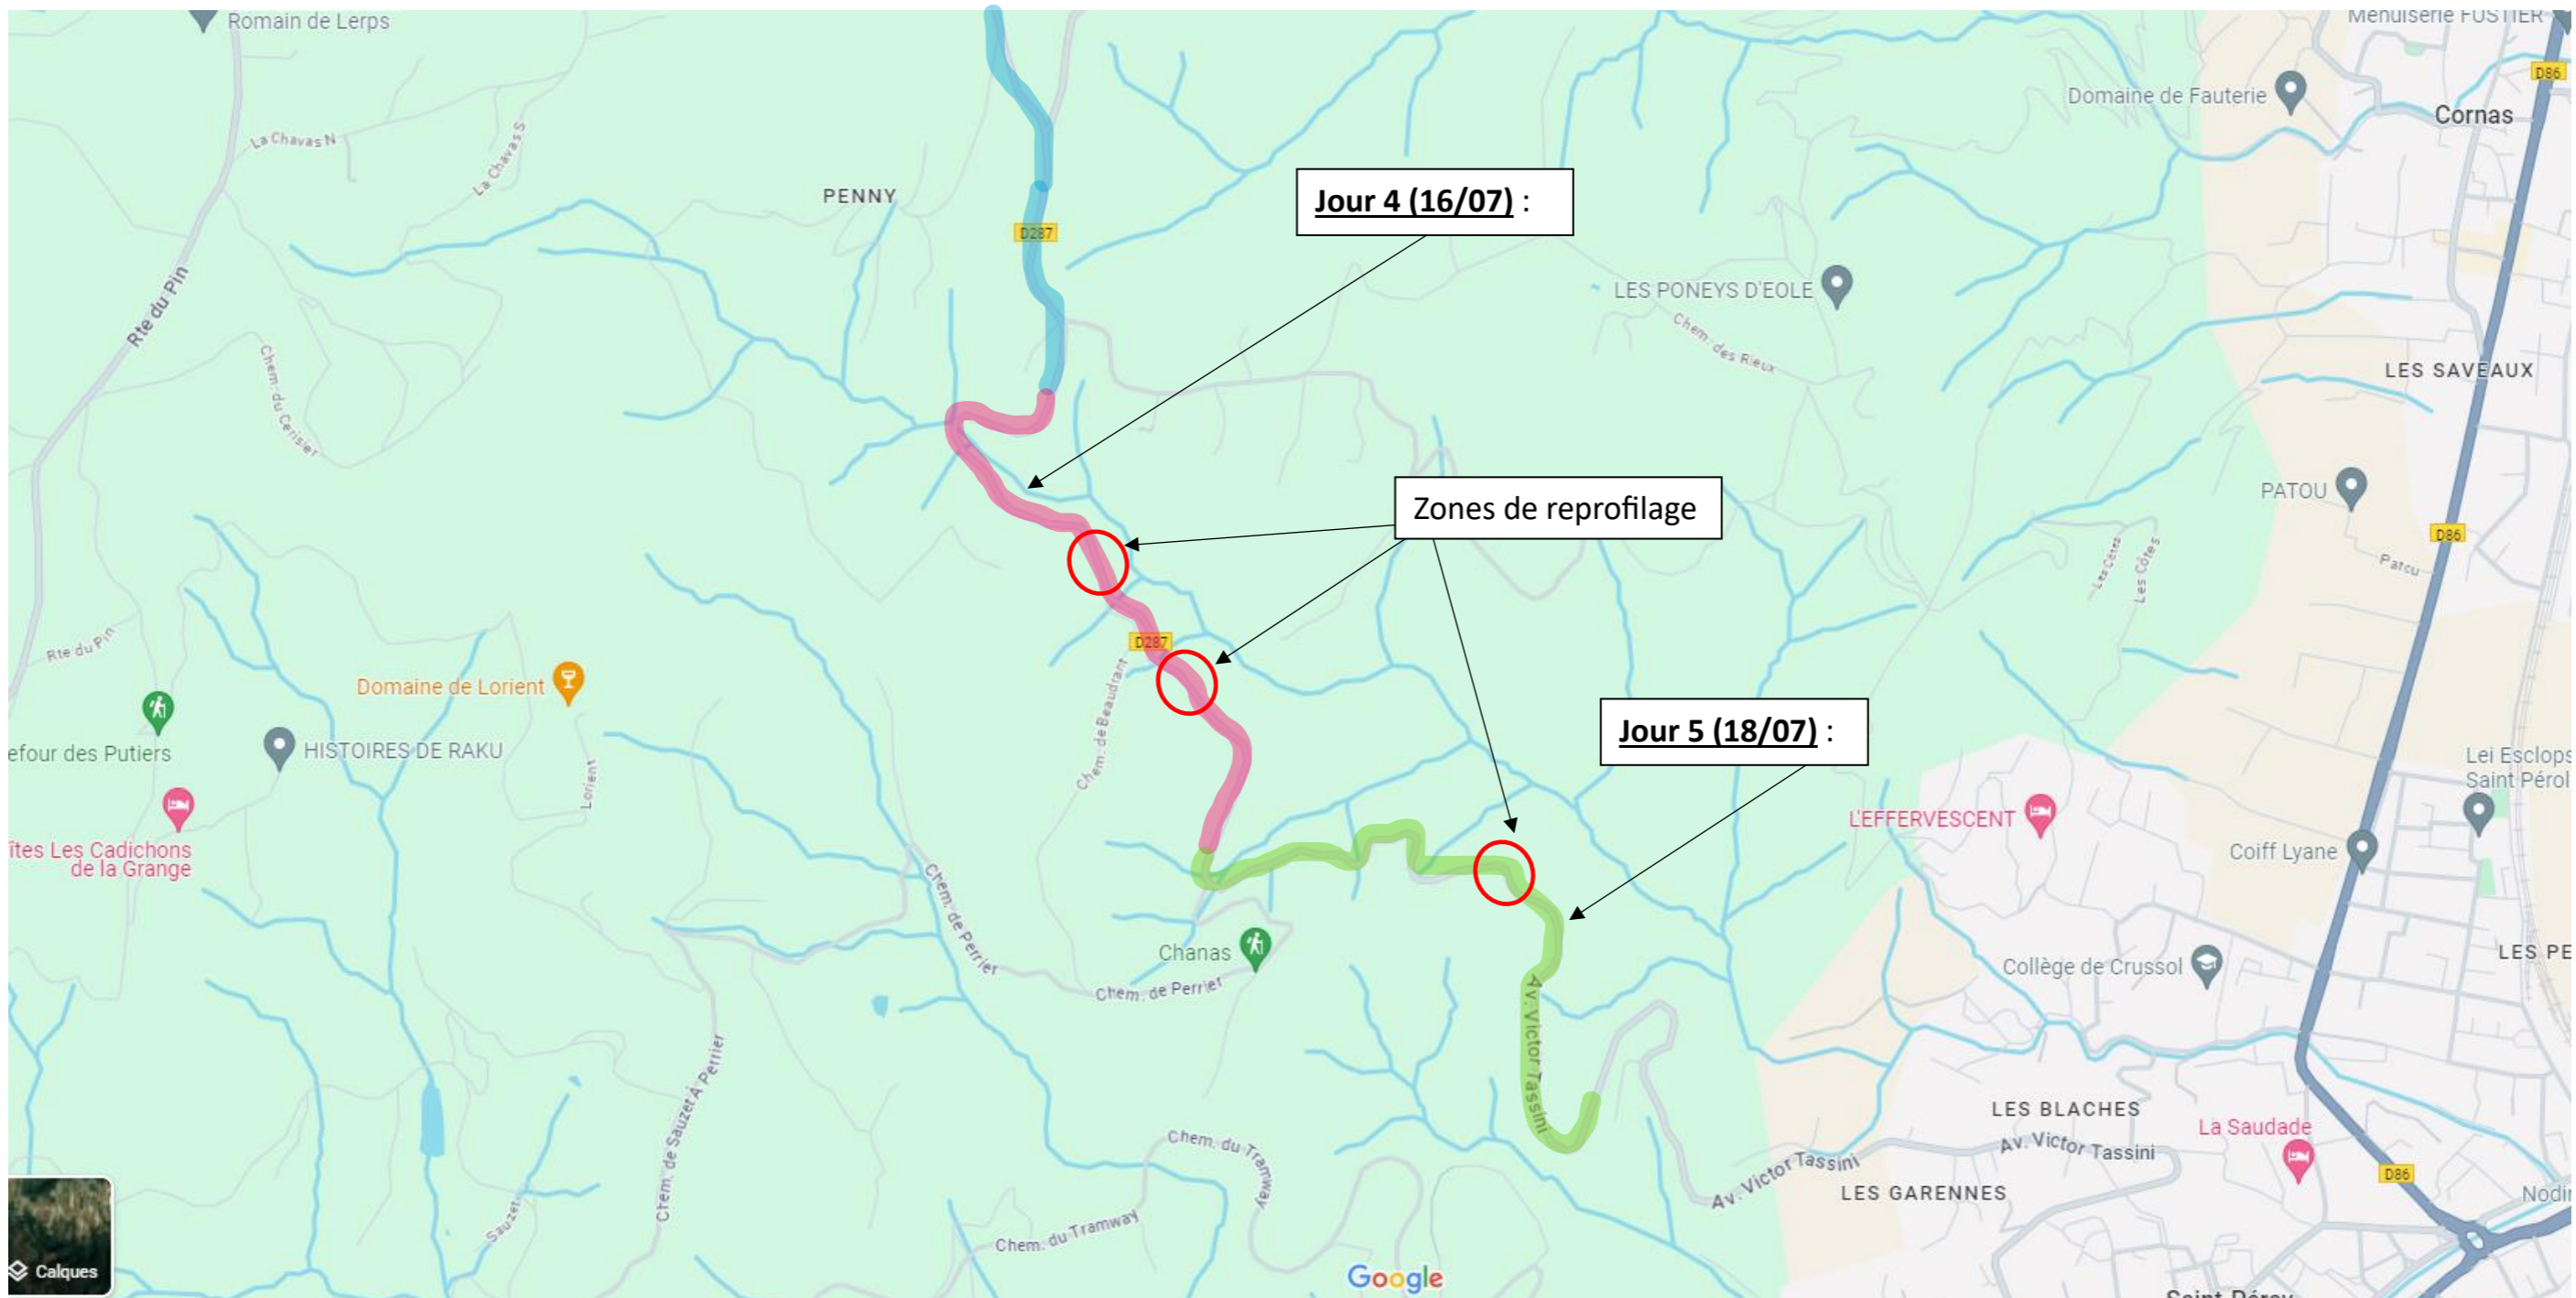 Romain de Lerps
Menuiserie FUSTIER
D86
Domaine de Fauterie
Cornas
La Chavas N
La Chavas S
PENNY
Jour 4 (16/07) :
D287
Rte du Pin
LES PONEYS D'EOLE
Chem. des Rieux
Chem. du Cerisier
LES SAVEAUX
PATOU
Zones de reprofilage
D86
Patou
Les Côtes
Les Côtes
Rte du Pin
D287
Domaine de Lorient
Chem. de Beaudrant
Jour 5 (18/07) :
efour des Putiers
HISTOIRES DE RAKU
Lorient
Lei Esclops
Saint Pérol
L'EFFERVESCENT
îtes Les Cadichons
de la Grange
Coiff Lyane
Chem. de Perrier
Chanas
Chem. de Perrier
Collège de Crussol
LES PE
Av. Victor Tassini
Chem. de Sauzet À Perrier
LES BLACHES
La Saudade
Chem. du Tramway
Av. Victor Tassini
Av. Victor Tassini
D86
LES GARENNES
Nodir
Sauzet
Chem. du Tramway
Calques
Google
Saint-Péray